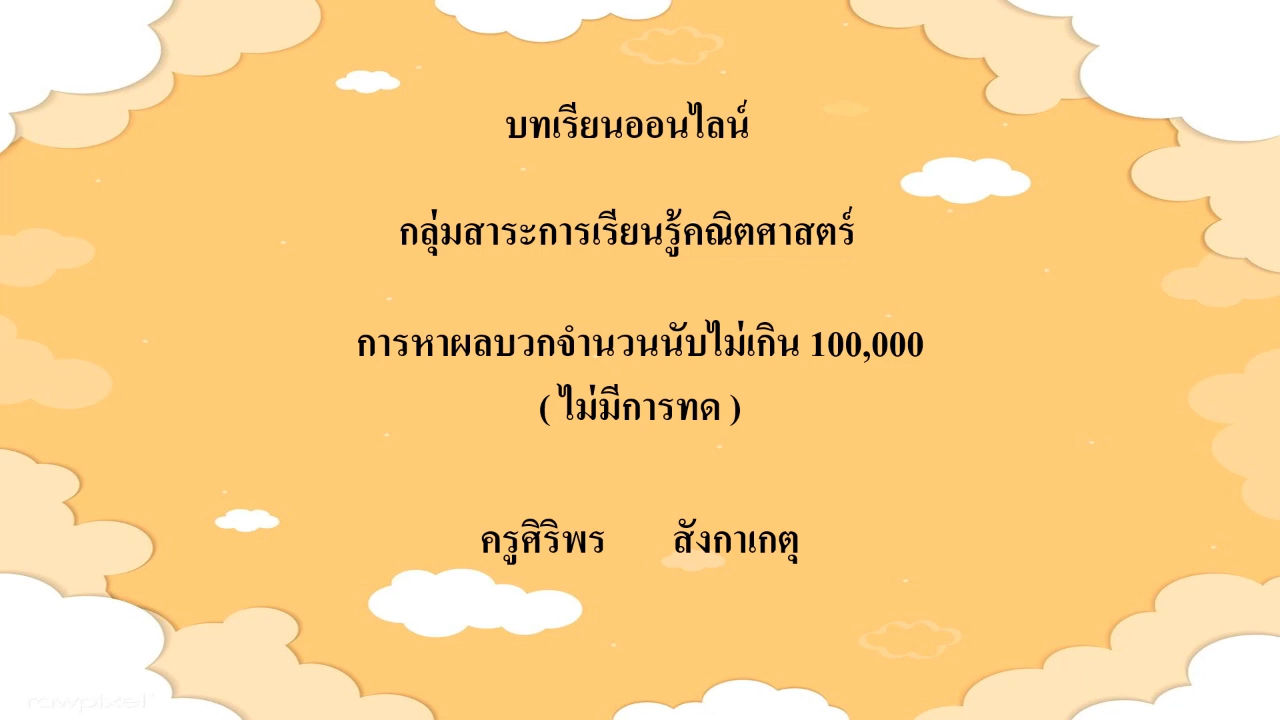 บทเรียนออนไลน์
กลุ่มสาระการเรียนรู้คณิตศาสตร์
การหาผลบวกจำนวนนับไม่เกิน 100,000
( ไม่มีการทด )
ครูศิริพร สังกาเกตุ
rawpixel